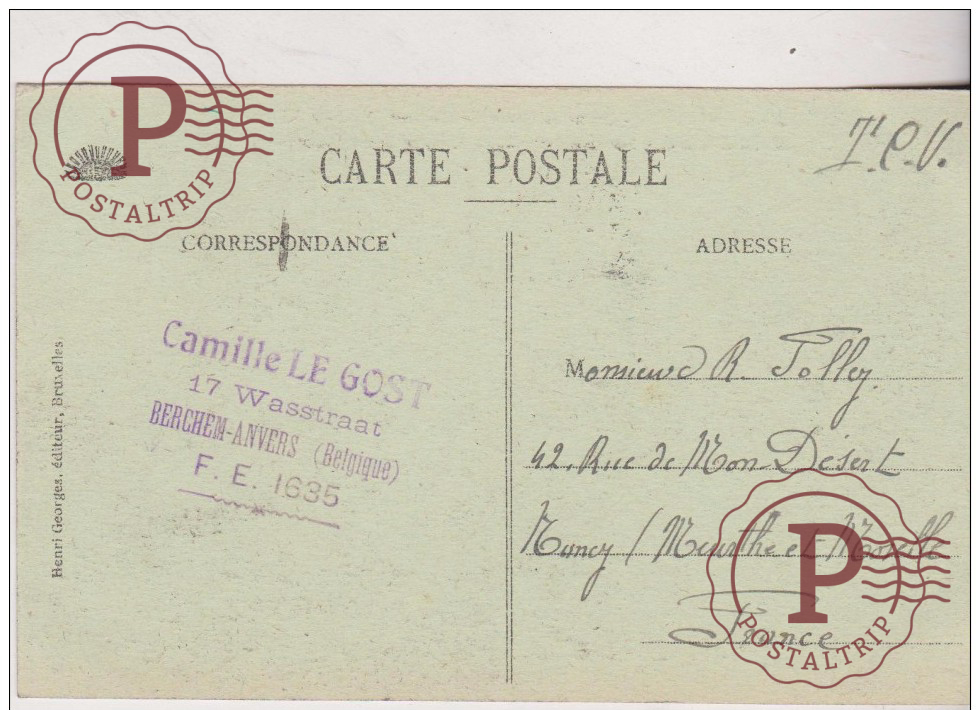 P
POSTALTRIP
CARTE POSTALE
T.C.V.
CORRESPONDANCE
ADRESSE
Henri Georges, éditeur, Bruxelles
Camille LE GOST
17 Wasstraat
BERCHEM-ANVERS (Belgique)
F. E. 1635
Monsieur R. Tolley
42, Rue de Mon Désert
Nancy / Meurthe et Moselle
France
P
POSTALTRIP